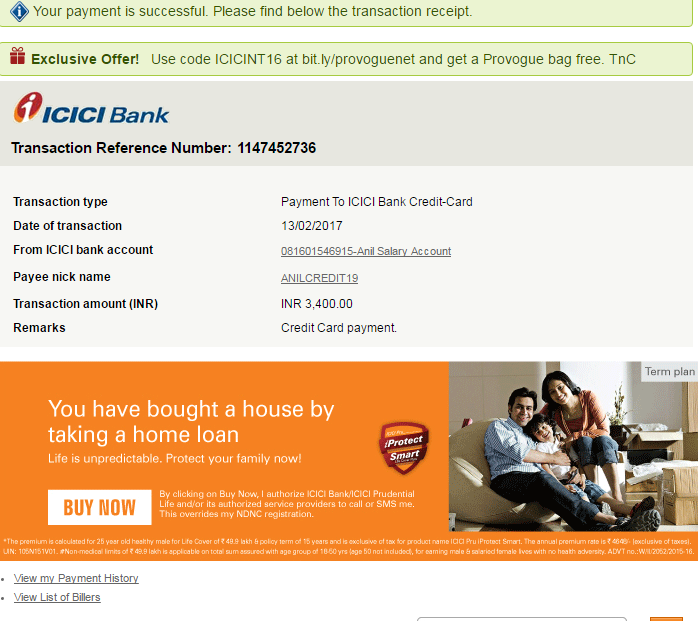 Your payment is successful. Please find below the transaction receipt.
Exclusive Offer! Use code ICICINT16 at bit.ly/provoguenet and get a Provogue bag free. TnC
ICICI Bank
Transaction Reference Number: 1147452736
Transaction type Payment To ICICI Bank Credit-Card
Date of transaction 13/02/2017
From ICICI bank account 081601546915-Anil Salary Account
Payee nick name ANILCREDIT19
Transaction amount (INR) INR 3,400.00
Remarks Credit Card payment.
Term plan
You have bought a house by
taking a home loan
Life is unpredictable. Protect your family now!
iProtect
Smart
BUY NOW
By clicking on Buy Now, I authorize ICICI Bank/ICICI Prudential
Life and/or its authorized service providers to call or SMS me.
This overrides my NDNC registration.
*The premium is calculated for 25 year old healthy male for Life Cover of ₹ 49.9 lakh & policy term of 15 years and is exclusive of tax for product name ICICI Pru iProtect Smart. The annual premium rate is ₹ 4646/- (exclusive of taxes).
UIN: 105N151V01. #Non-medical limits of ₹ 49.9 lakh is applicable on total sum assured with age group of 18-50 yrs (age 50 not included), for earning male & salaried female lives with no health adversity. ADVT no.:W/II/2052/2015-16.
View my Payment History
View List of Billers